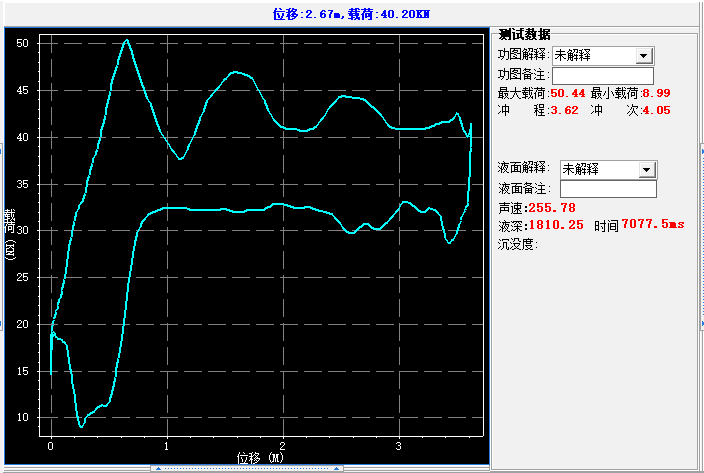 位移:2.67m,载荷:40.20KN
测试数据
功图解释: 未解释
功图备注:
最大载荷:50.44 最小载荷:8.99
冲 程:3.62 冲 次:4.05
液面解释: 未解释
液面备注:
声速:255.78
液深:1810.25 时间7077.5ms
沉没度:
载荷(KN)
50
45
40
35
30
25
20
15
10
0 1 2 3
位移 (M)